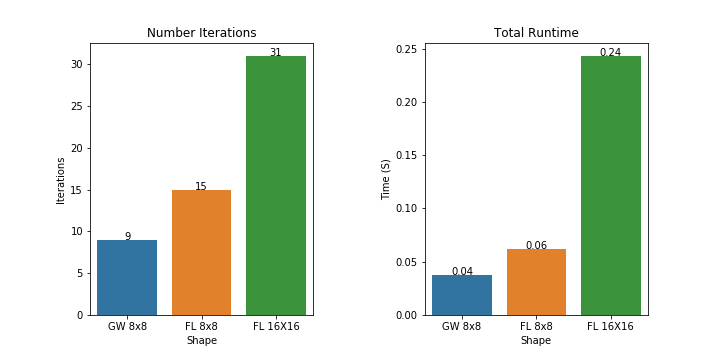 Number Iterations
Iterations
30
25
20
15
10
5
0
9
15
31
GW 8x8
FL 8x8
FL 16X16
Shape
Total Runtime
Time (S)
0.25
0.20
0.15
0.10
0.05
0.00
0.04
0.06
0.24
GW 8x8
FL 8x8
FL 16X16
Shape